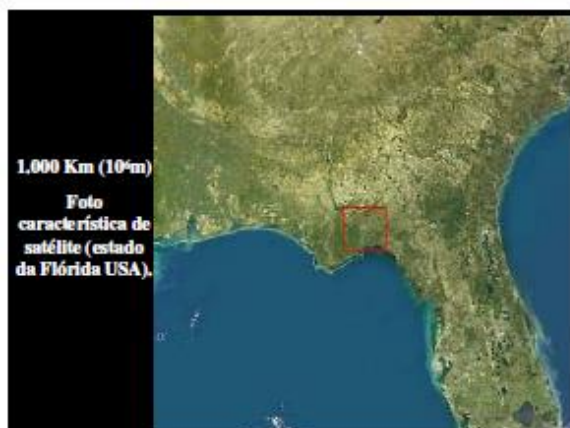 1.000 Km (10⁶m)
Foto
característica de
satélite (estado
da Flórida USA).